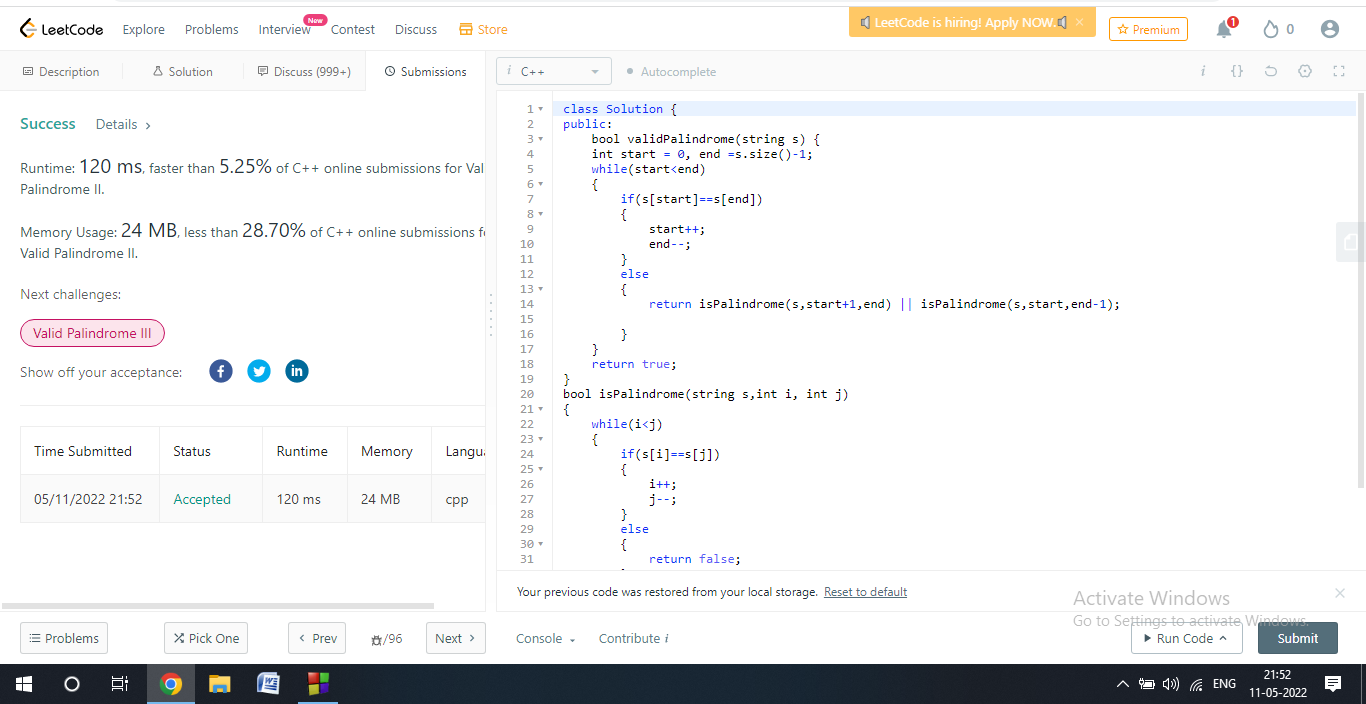 LeetCode
Explore
Problems
Interview
New
Contest
Discuss
Store
LeetCode is hiring! Apply NOW.
Premium
1
0
Description
Solution
Discuss (999+)
Submissions
i C++
Autocomplete
i {}
Success
Details >
Runtime: 120 ms, faster than 5.25% of C++ online submissions for Val
Palindrome II.
Memory Usage: 24 MB, less than 28.70% of C++ online submissions f
Valid Palindrome II.
Next challenges:
Valid Palindrome III
Show off your acceptance:
Time Submitted Status Runtime Memory Langu
05/11/2022 21:52 Accepted 120 ms 24 MB cpp
1 class Solution {
2 public:
3 bool validPalindrome(string s) {
4 int start = 0, end =s.size()-1;
5 while(start<end)
6 {
7 if(s[start]==s[end])
8 {
9 start++;
10 end--;
11 }
12 else
13 {
14 return isPalindrome(s,start+1,end) || isPalindrome(s,start,end-1);
15
16 }
17 }
18 return true;
19 }
20 bool isPalindrome(string s,int i, int j)
21 {
22 while(i<j)
23 {
24 if(s[i]==s[j])
25 {
26 i++;
27 j--;
28 }
29 else
30 {
31 return false;
Your previous code was restored from your local storage. Reset to default
Activate Windows
Go to Settings to activate Windows.
Problems
Pick One
< Prev
/96
Next >
Console
Contribute i
Run Code
Submit
ENG
21:52
11-05-2022